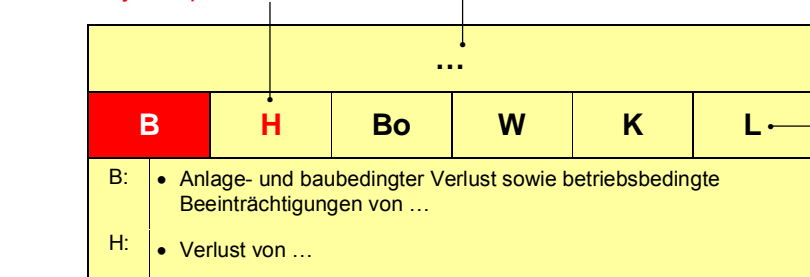 ...
B H Bo W K L
B: • Anlage- und baubedingter Verlust sowie betriebsbedingte
Beeinträchtigungen von …
H: • Verlust von …